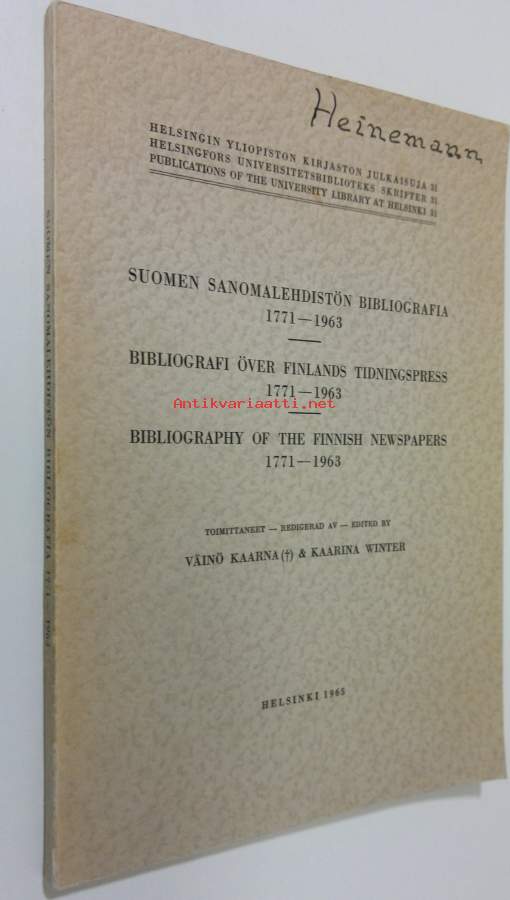 Heinemann
HELSINGIN YLIOPISTON KIRJASTON JULKAISUJA 31
HELSINGFORS UNIVERSITETSBIBLIOTEKS SKRIFTER 31
PUBLICATIONS OF THE UNIVERSITY LIBRARY AT HELSINKI 31
SUOMEN SANOMALEHDISTÖN BIBLIOGRAFIA
1771—1963
BIBLIOGRAFI ÖVER FINLANDS TIDNINGSPRESS
1771—1963
Antikvariaatti.net
BIBLIOGRAPHY OF THE FINNISH NEWSPAPERS
1771—1963
TOIMITTANEET — REDIGERAD AV — EDITED BY
VÄINÖ KAARNA (†) & KAARINA WINTER
HELSINKI 1965
SUOMEN SANOMALEHDISTÖN BIBLIOGRAFIA 1771—1963